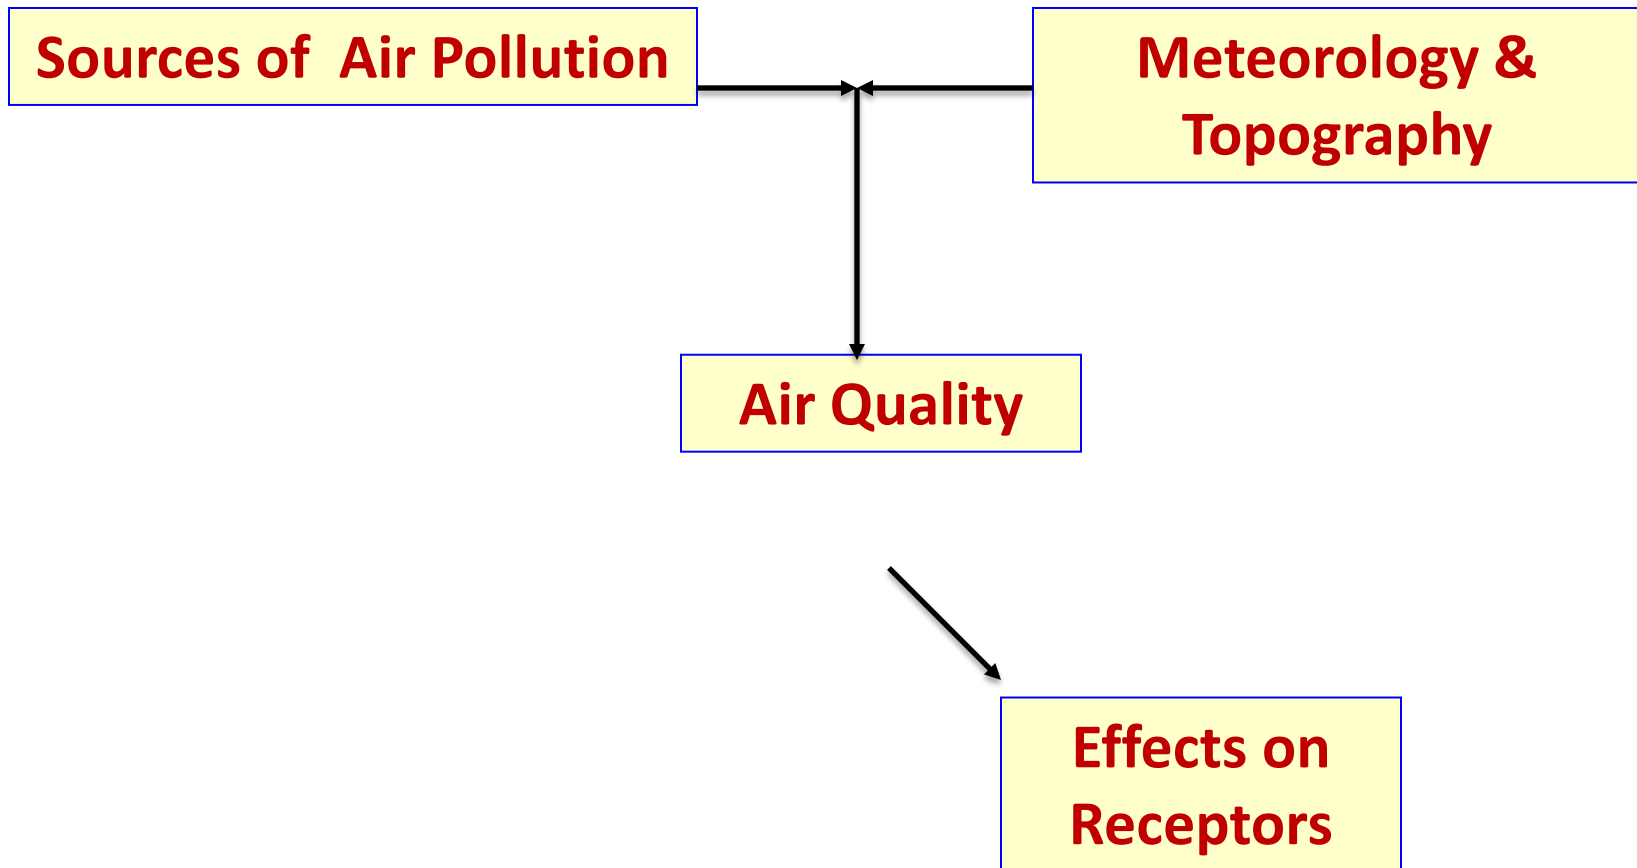 Sources of  Air Pollution
Meteorology &
Topography
Air Quality
Effects on
Receptors